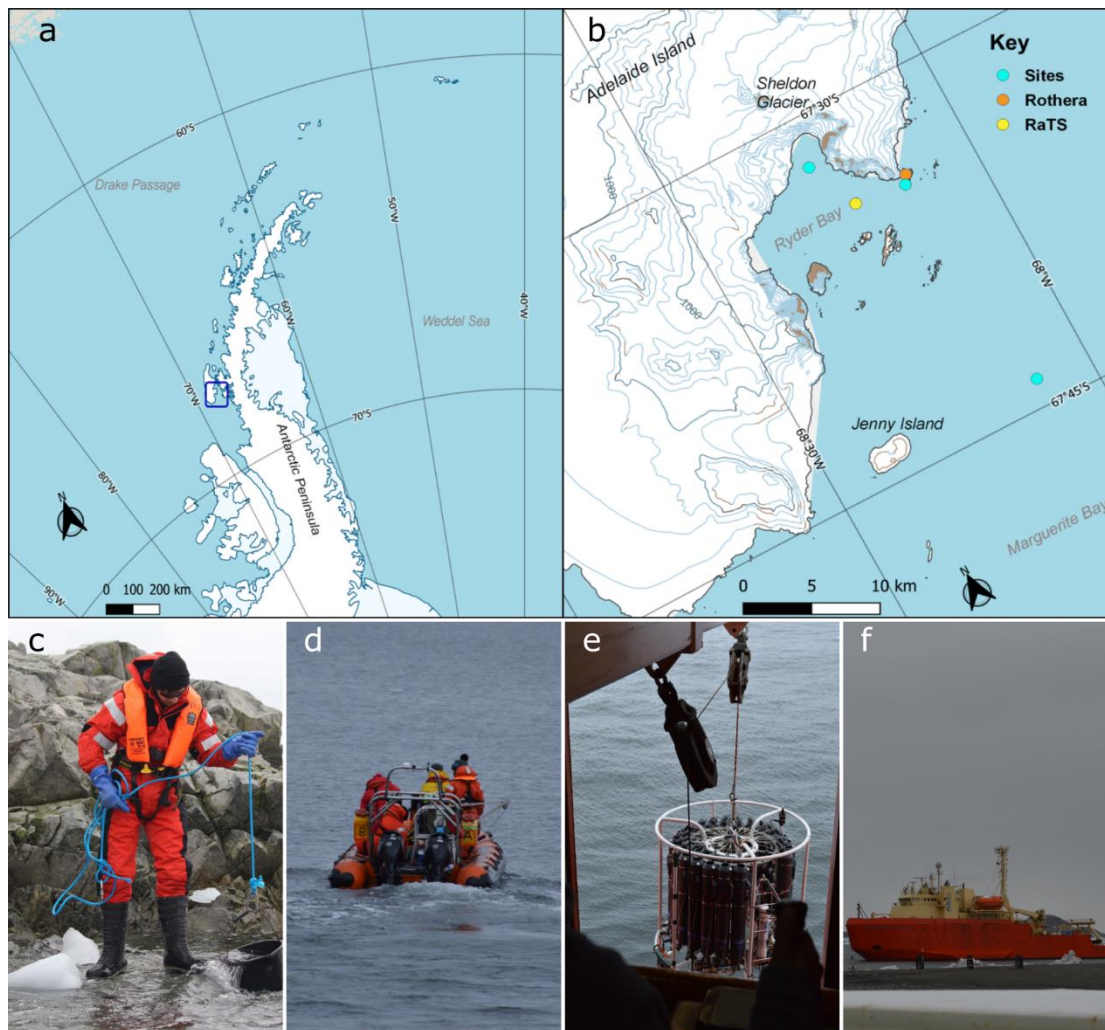 a
60°S
Drake Passage
50°W
60°W
40°W
Weddel Sea
70°W
70°S
Antarctic Peninsula
80°W
N
0 100 200 km
90°W
b
Adelaide Island
Sheldon
Glacier
67°30'S
Key
Sites
Rothera
RaTS
1000
Ryder Bay
68°W
1000
67°45'S
Jenny Island
68°30'W
Marguerite Bay
0 5 10 km
N
c
d
A
e
f